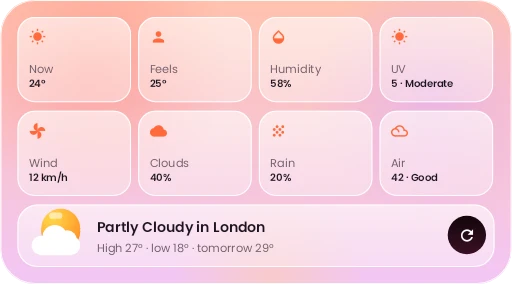 Now
24°
Feels
25°
Humidity
58%
UV
5 · Moderate
Wind
12 km/h
Clouds
40%
Rain
20%
Air
42 · Good
Partly Cloudy in London
High 27° · low 18° · tomorrow 29°